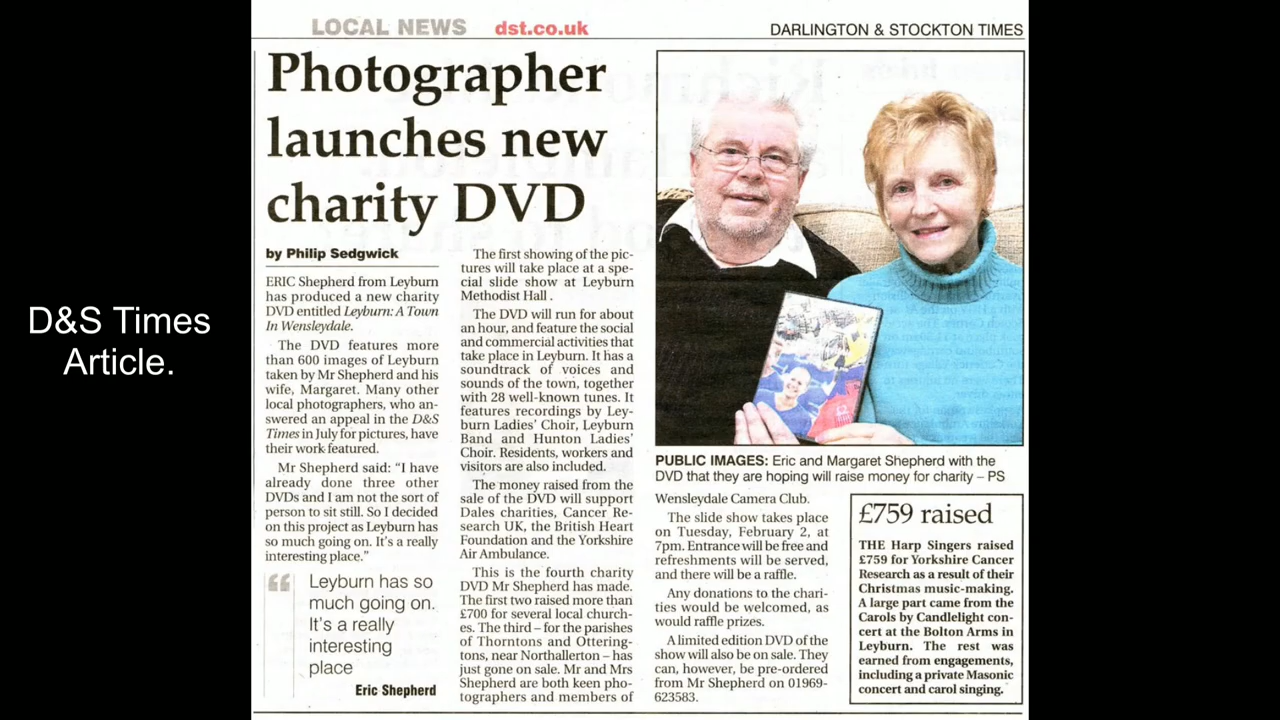 D&S Times
Article.
LOCAL NEWS dst.co.uk DARLINGTON & STOCKTON TIMES
Photographer
launches new
charity DVD
by Philip Sedgwick
ERIC Shepherd from Leyburn
has produced a new charity
DVD entitled Leyburn: A Town
In Wensleydale.
The DVD features more
than 600 images of Leyburn
taken by Mr Shepherd and his
wife, Margaret. Many other
local photographers, who an-
swered an appeal in the D&S
Times in July for pictures, have
their work featured.
Mr Shepherd said: “I have
already done three other
DVDs and I am not the sort of
person to sit still. So I decided
on this project as Leyburn has
so much going on. It’s a really
interesting place.”
“ Leyburn has so
much going on.
It’s a really
interesting
place
Eric Shepherd
The first showing of the pic-
tures will take place at a spe-
cial slide show at Leyburn
Methodist Hall .
The DVD will run for about
an hour, and feature the social
and commercial activities that
take place in Leyburn. It has a
soundtrack of voices and
sounds of the town, together
with 28 well-known tunes. It
features recordings by Ley-
burn Ladies’ Choir, Leyburn
Band and Hunton Ladies’
Choir. Residents, workers and
visitors are also included.
The money raised from the
sale of the DVD will support
Dales charities, Cancer Re-
search UK, the British Heart
Foundation and the Yorkshire
Air Ambulance.
This is the fourth charity
DVD Mr Shepherd has made.
The first two raised more than
£700 for several local church-
es. The third – for the parishes
of Thorntons and Ottering-
tons, near Northallerton – has
just gone on sale. Mr and Mrs
Shepherd are both keen pho-
tographers and members of
PUBLIC IMAGES: Eric and Margaret Shepherd with the
DVD that they are hoping will raise money for charity – PS
Wensleydale Camera Club.
The slide show takes place
on Tuesday, February 2, at
7pm. Entrance will be free and
refreshments will be served,
and there will be a raffle.
Any donations to the chari-
ties would be welcomed, as
would raffle prizes.
A limited edition DVD of the
show will also be on sale. They
can, however, be pre-ordered
from Mr Shepherd on 01969-
623583.
£759 raised
THE Harp Singers raised
£759 for Yorkshire Cancer
Research as a result of their
Christmas music-making.
A large part came from the
Carols by Candlelight con-
cert at the Bolton Arms in
Leyburn. The rest was
earned from engagements,
including a private Masonic
concert and carol singing.